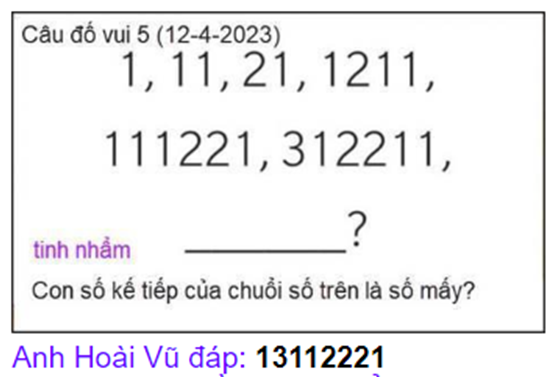 Câu đố vui 5 (12-4-2023)
1, 11, 21, 1211,
111221, 312211,
tinh nhẩm ________?
Con số kế tiếp của chuỗi số trên là số mấy?
Anh Hoài Vũ đáp: 13112221